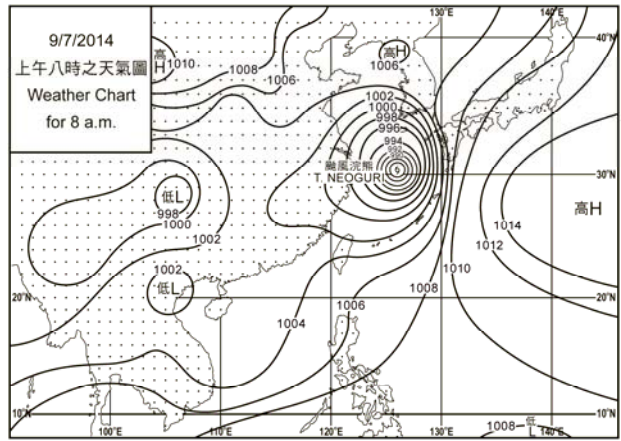 9/7/2014
上午八時之天氣圖
Weather Chart
for 8 a.m.
130°E
140°E
40°N
40°N
高
H
1010
1008
1006
高H
1006
1002
1000
998
996
994
992
990
颱風浣熊
T. NEOGURI
30°N
低L
998
1000
1002
1014
1012
1010
高H
1002
低L
20°N
20°N
1004
1006
1008
10°N
10°N
100°E
110°E
120°E
130°E
140°E
1008
低
L